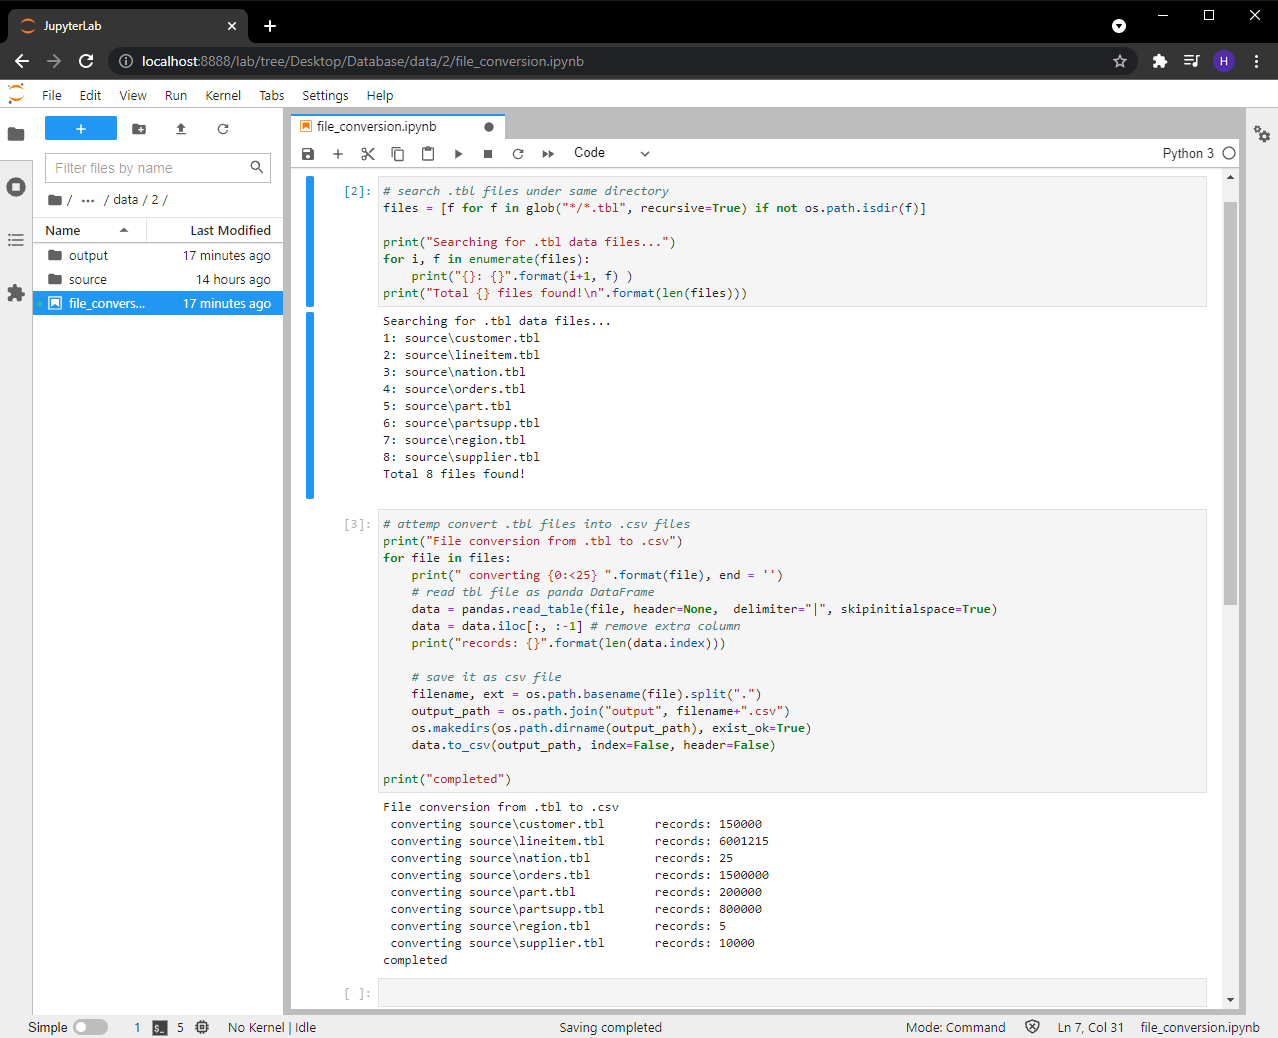 JupyterLab
localhost:8888/lab/tree/Desktop/Database/data/2/file_conversion.ipynb
H
File Edit View Run Kernel Tabs Settings Help
file_conversion.ipynb
Filter files by name
Code
Python 3
/ ... / data / 2 /
Name Last Modified
output 17 minutes ago
source 14 hours ago
file_convers... 17 minutes ago
[2]:
# search .tbl files under same directory
files = [f for f in glob("*/*.tbl", recursive=True) if not os.path.isdir(f)]
print("Searching for .tbl data files...")
for i, f in enumerate(files):
    print("{}: {}".format(i+1, f) )
print("Total {} files found!\n".format(len(files)))
Searching for .tbl data files...
1: source\customer.tbl
2: source\lineitem.tbl
3: source\nation.tbl
4: source\orders.tbl
5: source\part.tbl
6: source\partsupp.tbl
7: source\region.tbl
8: source\supplier.tbl
Total 8 files found!
[3]:
# attemp convert .tbl files into .csv files
print("File conversion from .tbl to .csv")
for file in files:
    print(" converting {0:<25} ".format(file), end = '')
    # read tbl file as panda DataFrame
    data = pandas.read_table(file, header=None,  delimiter="|", skipinitialspace=True)
    data = data.iloc[:, :-1] # remove extra column
    print("records: {}".format(len(data.index)))
    # save it as csv file
    filename, ext = os.path.basename(file).split(".")
    output_path = os.path.join("output", filename+".csv")
    os.makedirs(os.path.dirname(output_path), exist_ok=True)
    data.to_csv(output_path, index=False, header=False)
print("completed")
File conversion from .tbl to .csv
 converting source\customer.tbl       records: 150000
 converting source\lineitem.tbl       records: 6001215
 converting source\nation.tbl         records: 25
 converting source\orders.tbl         records: 1500000
 converting source\part.tbl           records: 200000
 converting source\partsupp.tbl       records: 800000
 converting source\region.tbl         records: 5
 converting source\supplier.tbl       records: 10000
completed
[ ]:
Simple 1 $_ 5 No Kernel | Idle Saving completed Mode: Command Ln 7, Col 31 file_conversion.ipynb